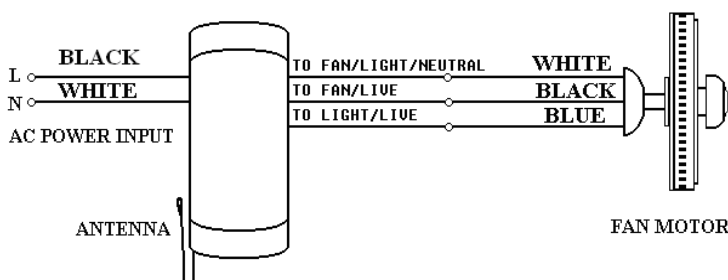 BLACK
TO FAN/LIGHT/NEUTRAL WHITE
L
WHITE
TO FAN/LIVE BLACK
N
TO LIGHT/LIVE BLUE
AC POWER INPUT
ANTENNA
FAN MOTOR